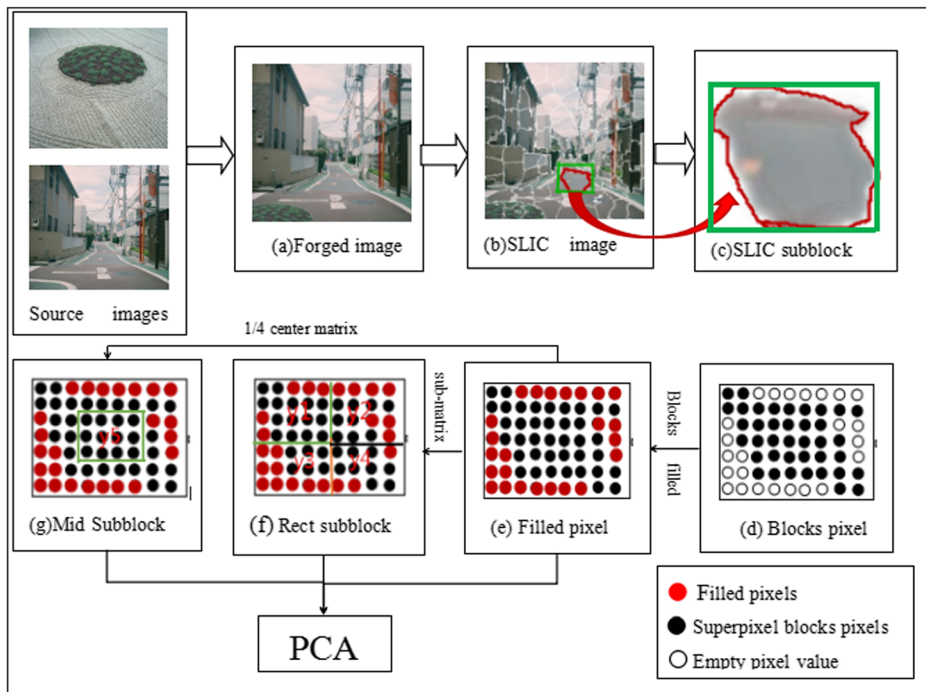 Source images
(a)Forged image
(b)SLIC image
(c)SLIC subblock
1/4 center matrix
y5
(g)Mid Subblock
y1 y2
y3 y4
(f) Rect subblock
sub-matrix
(e) Filled pixel
Blocks
filled
(d) Blocks pixel
PCA
Filled pixels
Superpixel blocks pixels
Empty pixel value